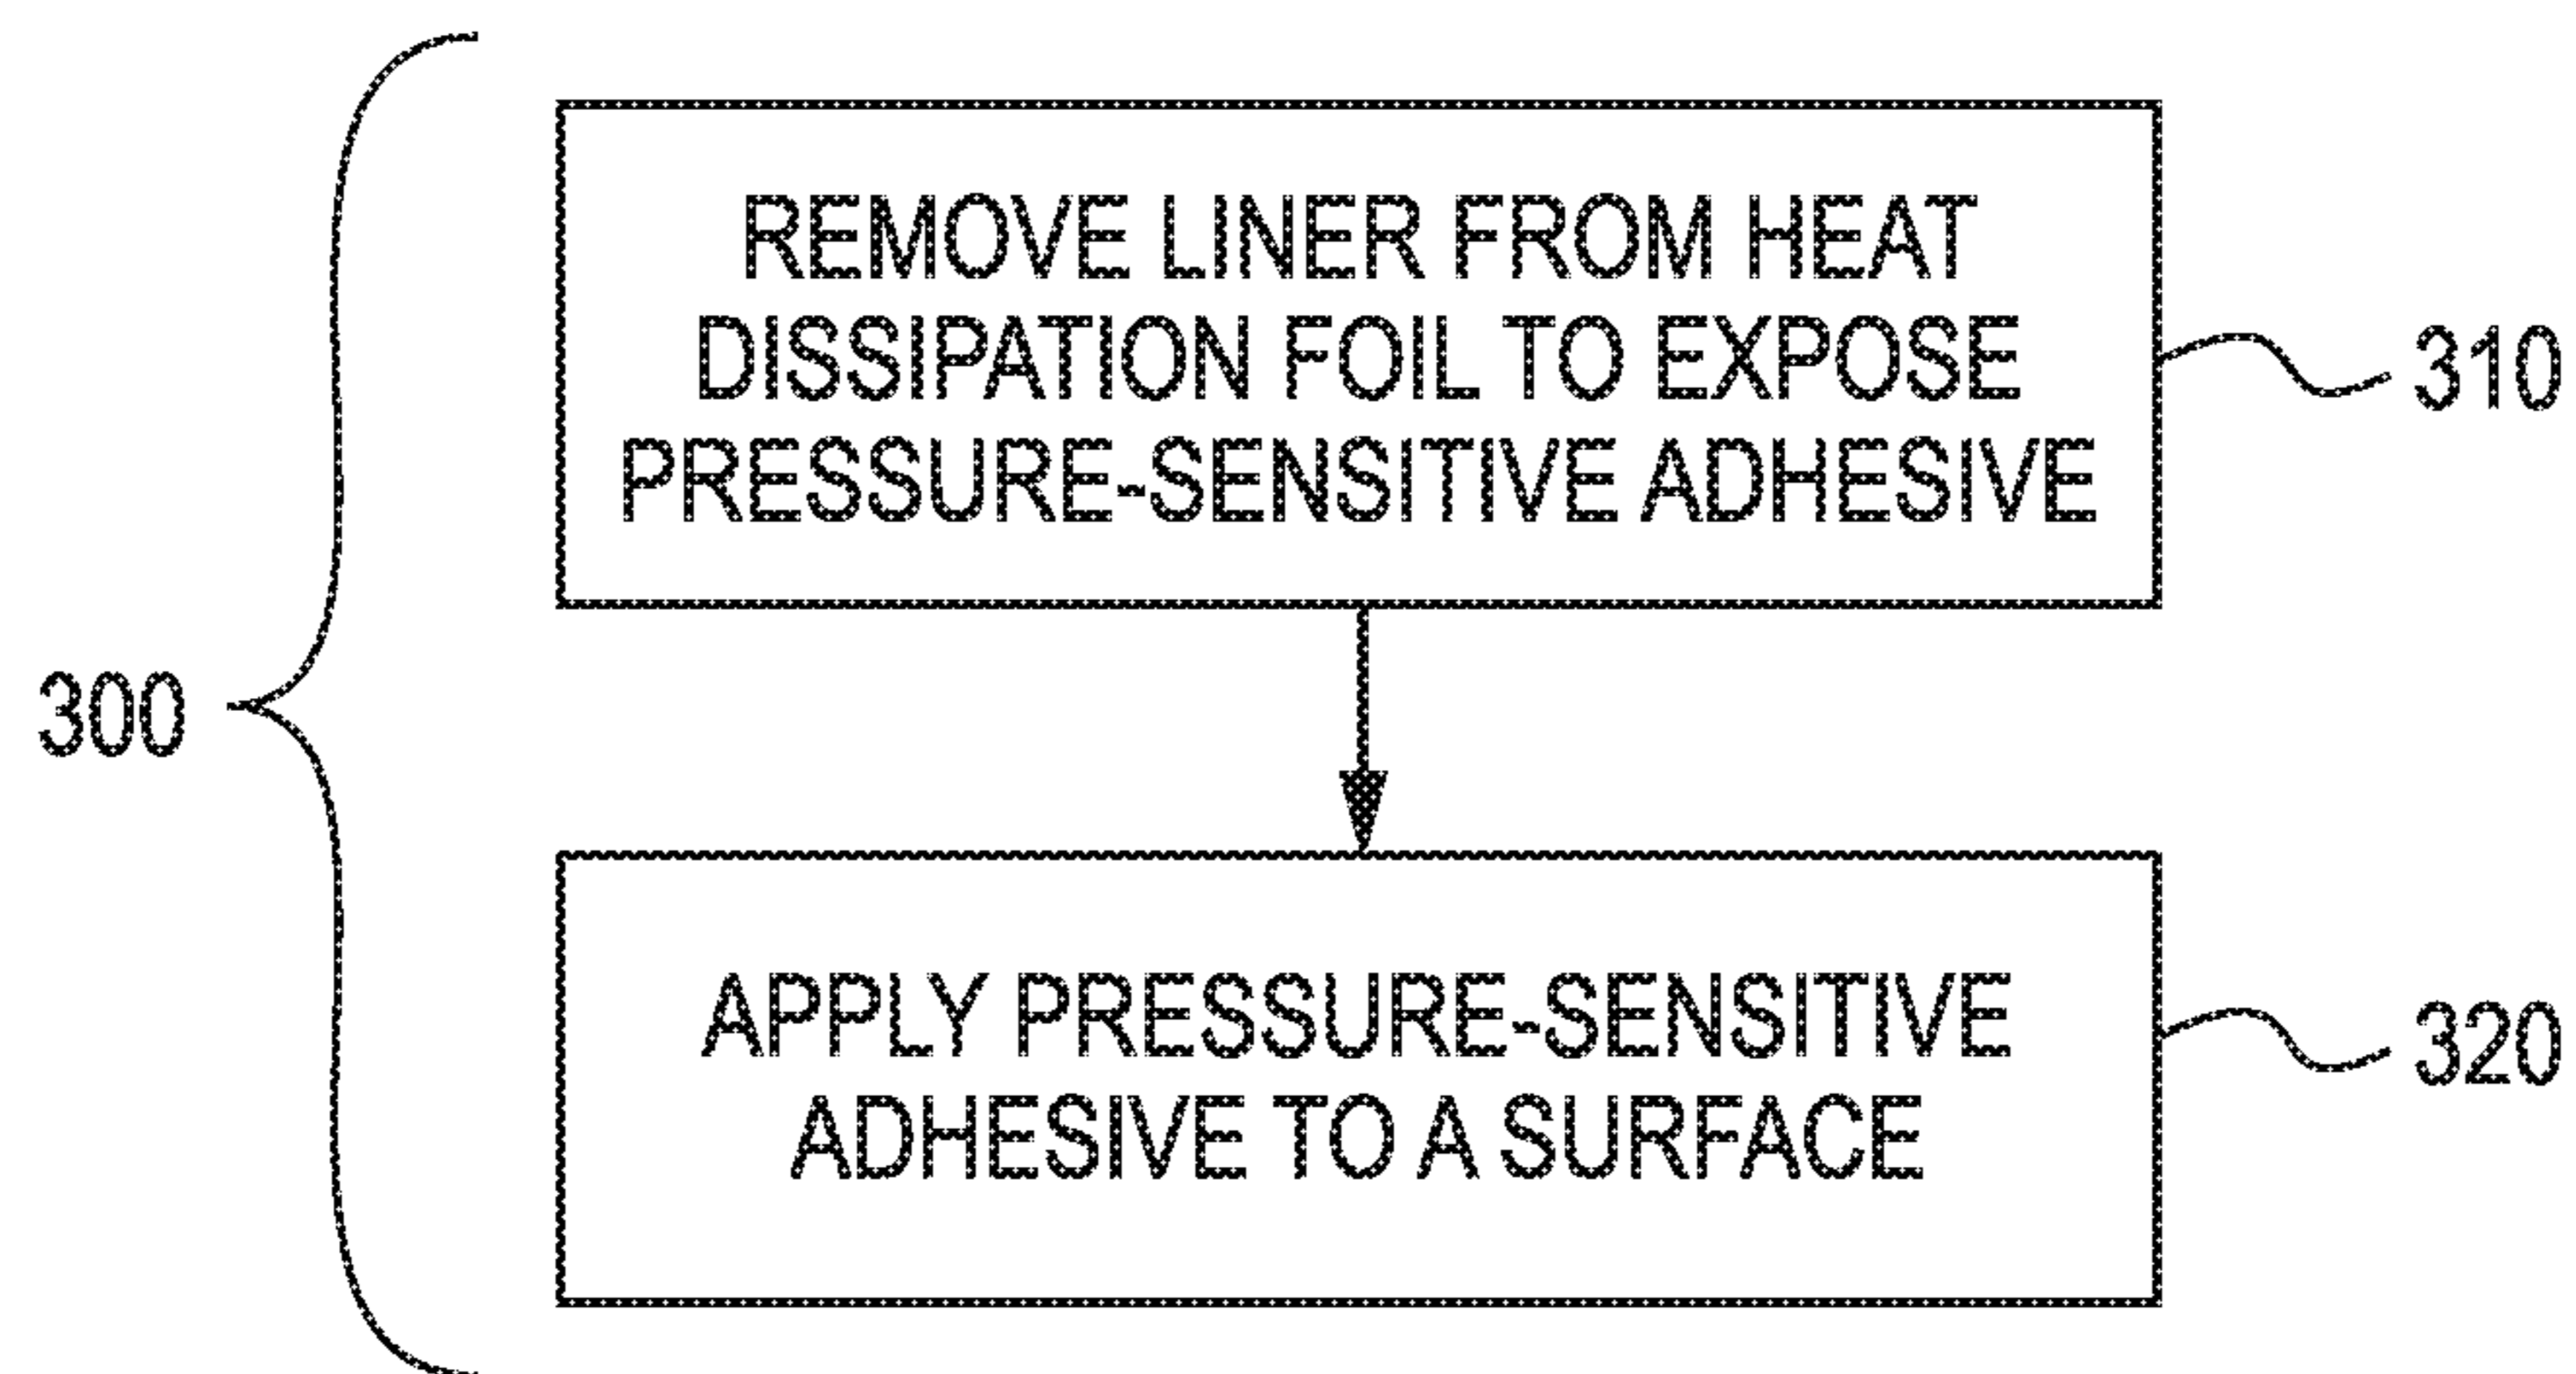 REMOVE LINER FROM HEAT
DISSIPATION FOIL TO EXPOSE
PRESSURE-SENSITIVE ADHESIVE
310
300
APPLY PRESSURE-SENSITIVE
ADHESIVE TO A SURFACE
320